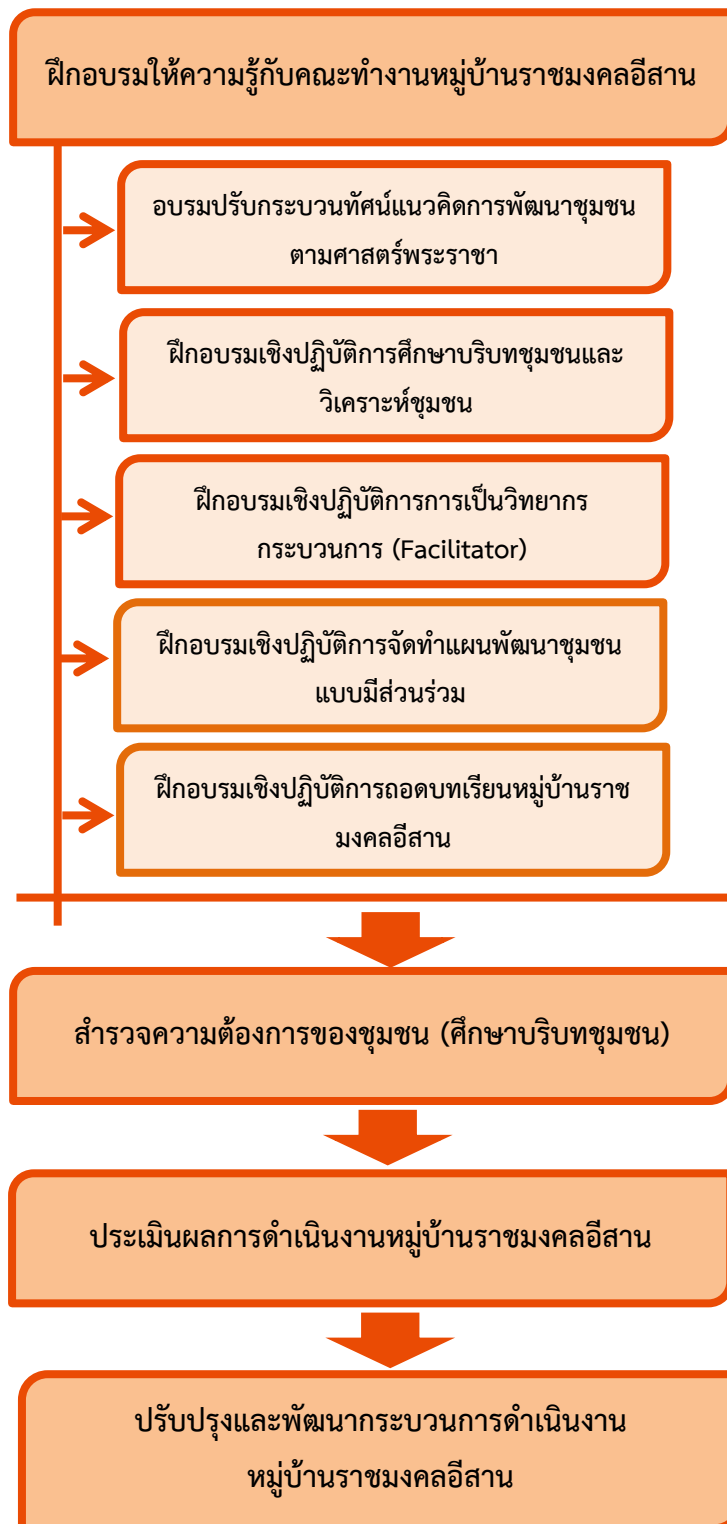 ฝึกอบรมให้ความรู้กับคณะทำงานหมู่บ้านราชมงคลอีสาน
อบรมปรับกระบวนทัศน์แนวคิดการพัฒนาชุมชน
ตามศาสตร์พระราชา
ฝึกอบรมเชิงปฏิบัติการศึกษาบริบทชุมชนและ
วิเคราะห์ชุมชน
ฝึกอบรมเชิงปฏิบัติการการเป็นวิทยากร
กระบวนการ (Facilitator)
ฝึกอบรมเชิงปฏิบัติการจัดทำแผนพัฒนาชุมชน
แบบมีส่วนร่วม
ฝึกอบรมเชิงปฏิบัติการถอดบทเรียนหมู่บ้านราช
มงคลอีสาน
สำรวจความต้องการของชุมชน (ศึกษาบริบทชุมชน)
ประเมินผลการดำเนินงานหมู่บ้านราชมงคลอีสาน
ปรับปรุงและพัฒนากระบวนการดำเนินงาน
หมู่บ้านราชมงคลอีสาน